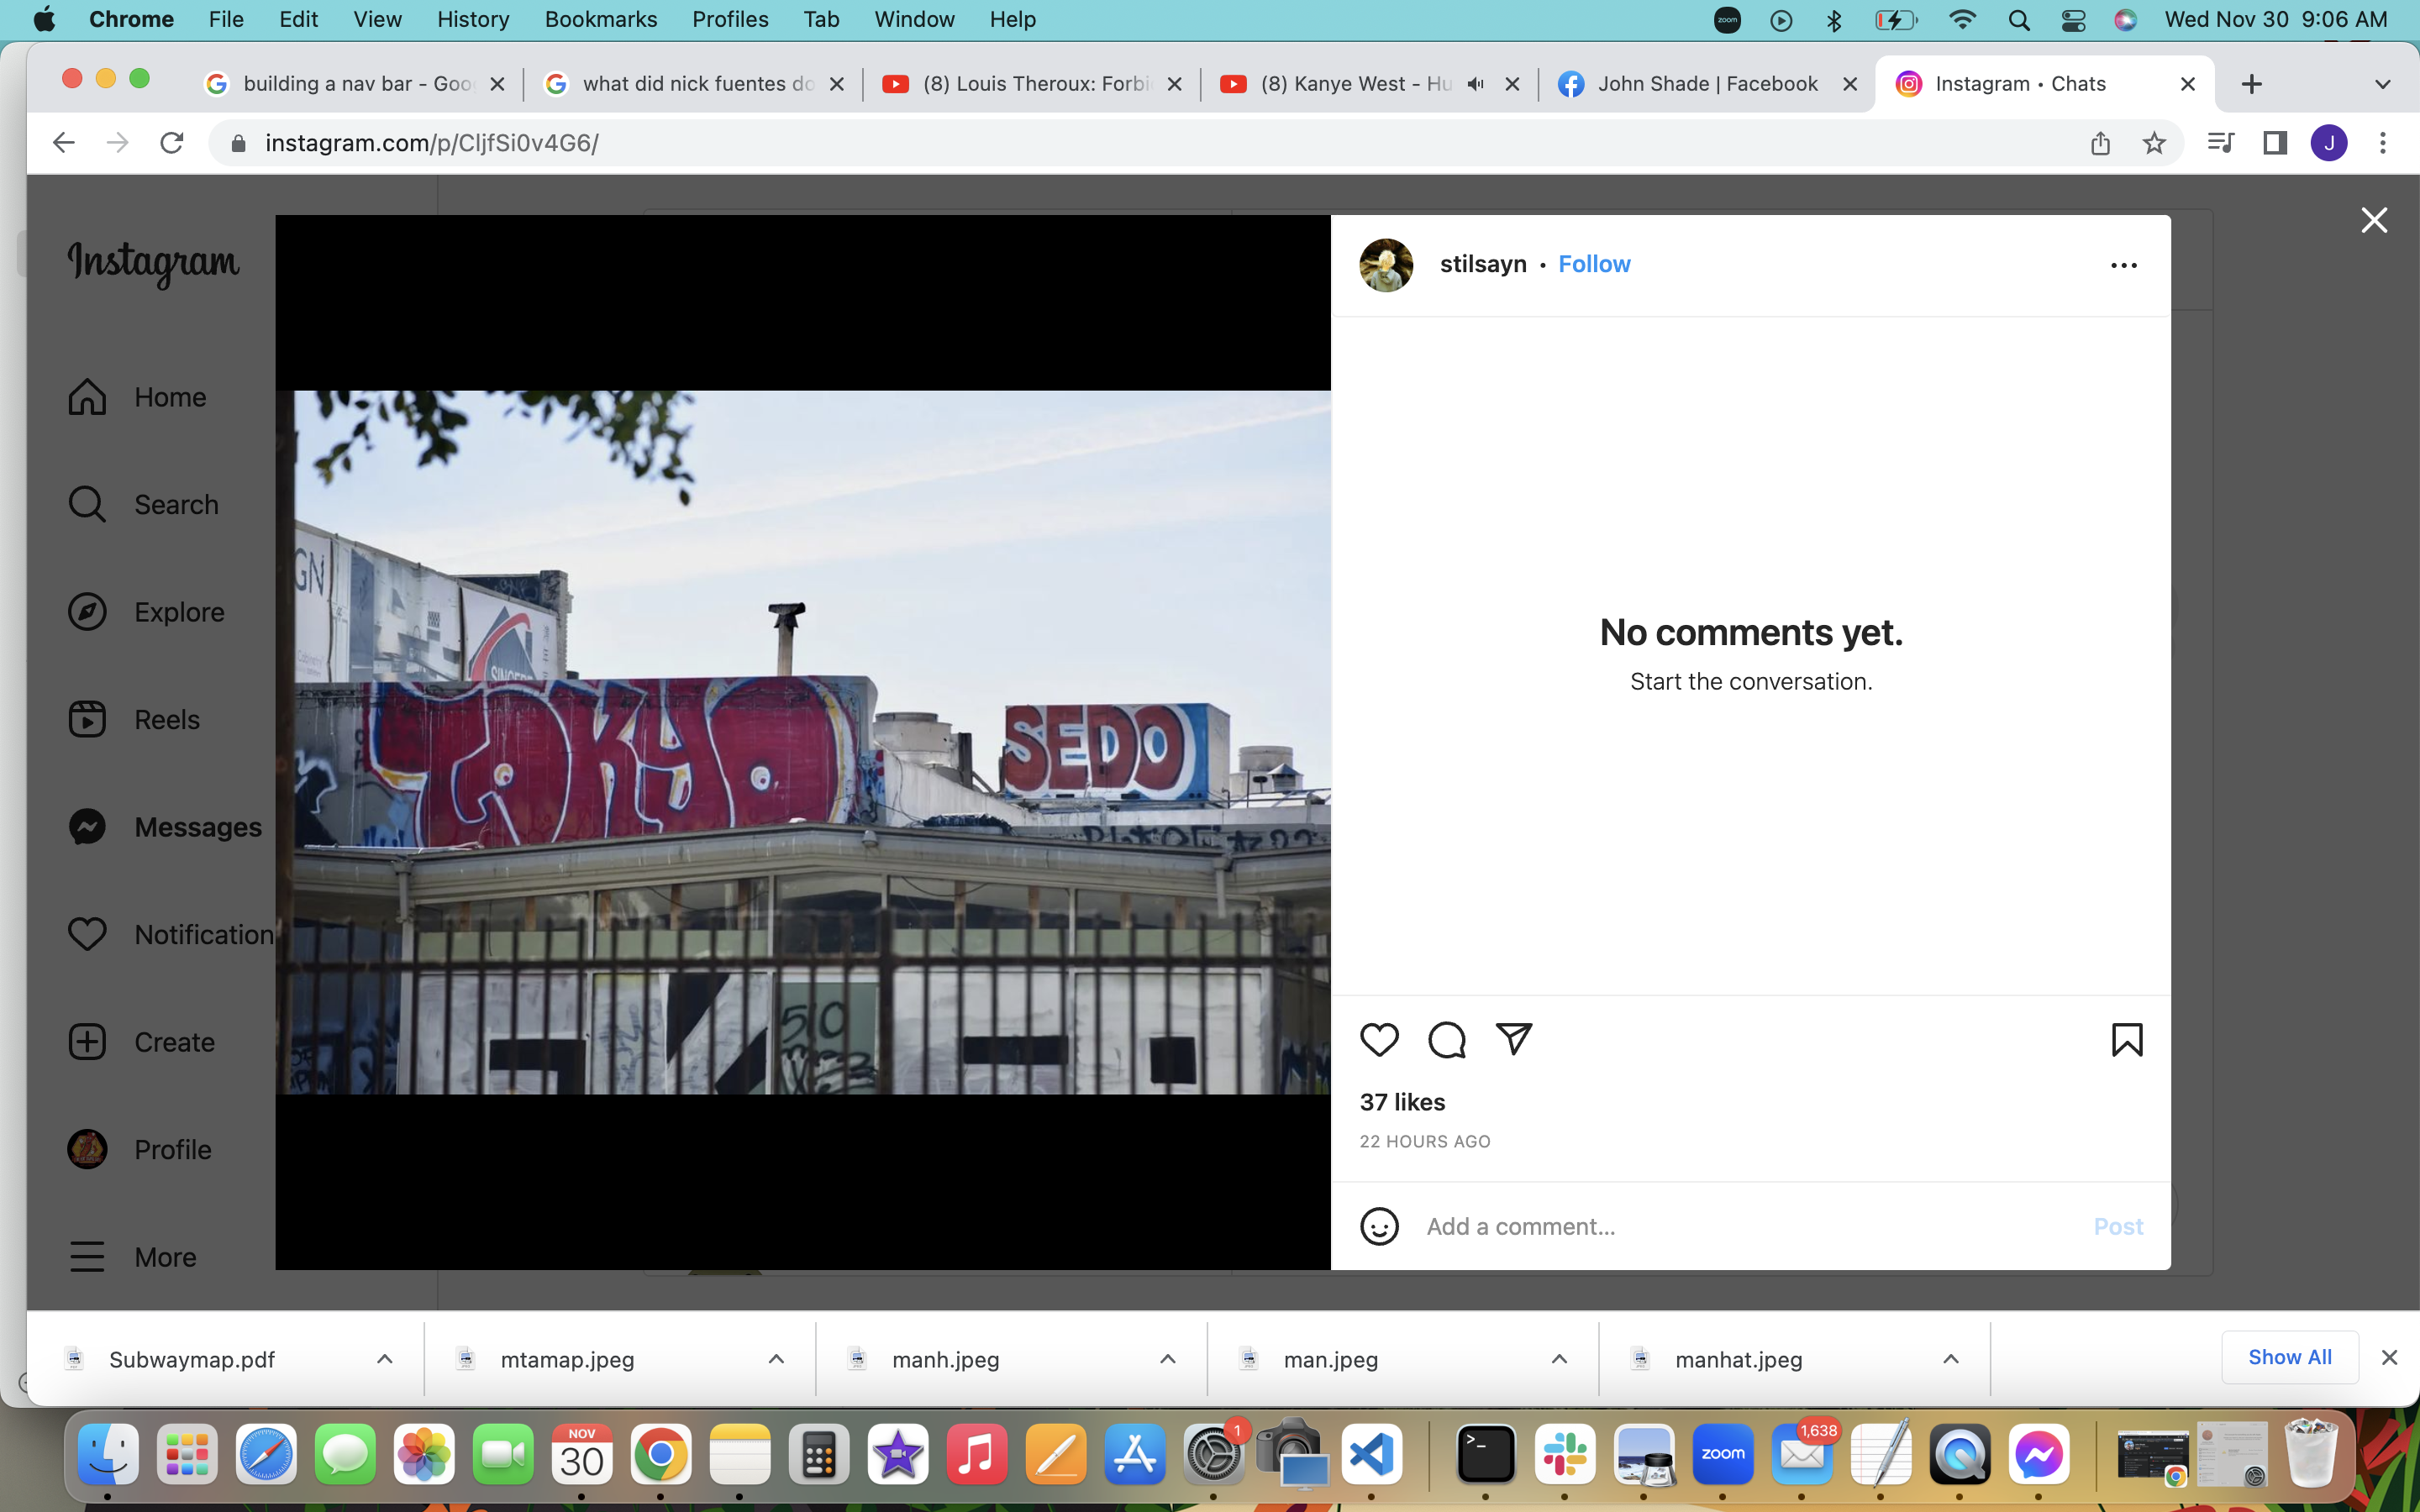 Chrome File Edit View History Bookmarks Profiles Tab Window Help
zoom
Wed Nov 30 9:06 AM
building a nav bar - Goo
what did nick fuentes do
(8) Louis Theroux: Forbi
(8) Kanye West - Hu
John Shade | Facebook
Instagram • Chats
instagram.com/p/CljfSi0v4G6/
J
Instagram
Home
Search
Explore
Reels
Messages
Notification
Create
Profile
More
GN
SINCER
TOKYO
SEDO
510
stilsayn • Follow
No comments yet.
Start the conversation.
37 likes
22 HOURS AGO
Add a comment...
Post
Subwaymap.pdf
mtamap.jpeg
manh.jpeg
man.jpeg
manhat.jpeg
Show All
NOV
30
1
>_
zoom
1,638